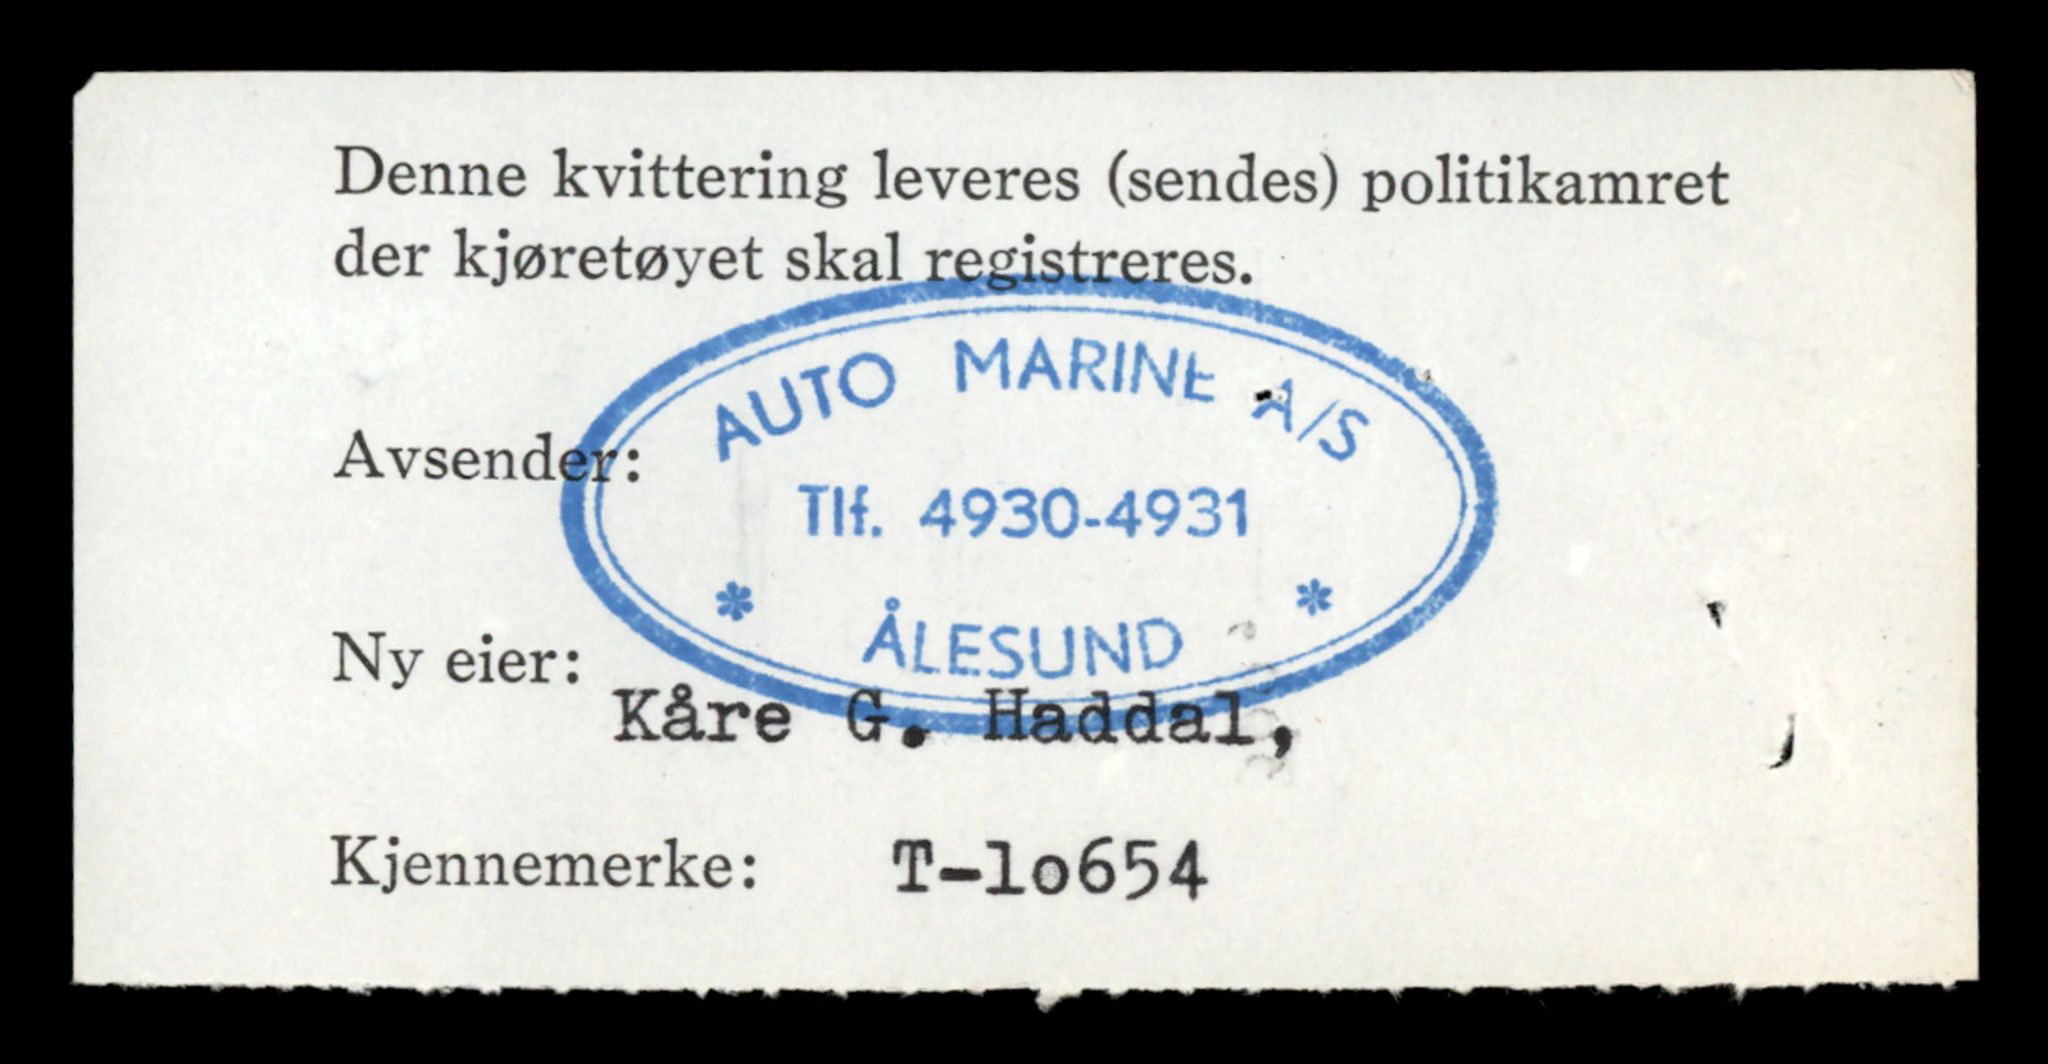 Denne kvittering leveres (sendes) politikamret
der kjøretøyet skal registreres.
AUTO MARINE A/S
Avsender:
Tlf. 4930-4931
* ÅLESUND *
Ny eier:
Kåre G. Haddal,
Kjennemerke: T-lo654